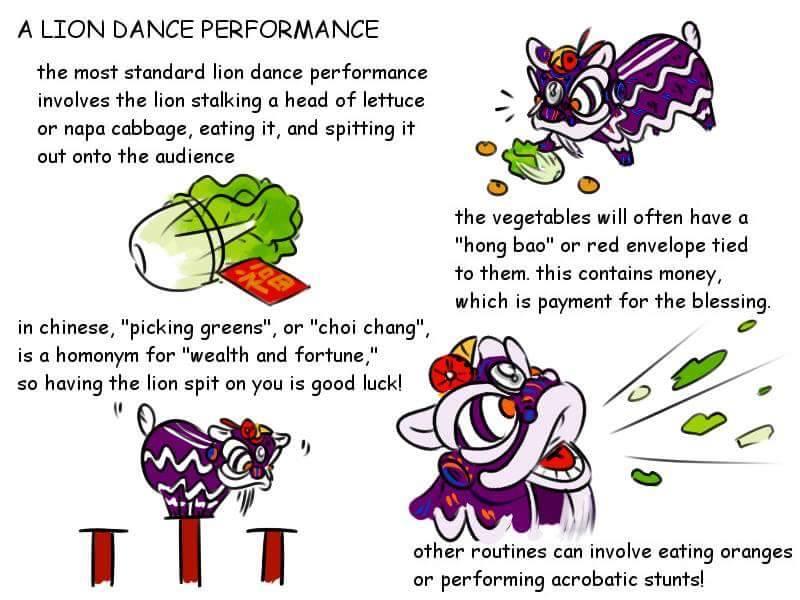 A LION DANCE PERFORMANCE
the most standard lion dance performance
involves the lion stalking a head of lettuce
or napa cabbage, eating it, and spitting it
out onto the audience
the vegetables will often have a
"hong bao" or red envelope tied
to them. this contains money,
which is payment for the blessing.
in chinese, "picking greens", or "choi chang",
is a homonym for "wealth and fortune,"
so having the lion spit on you is good luck!
other routines can involve eating oranges
or performing acrobatic stunts!